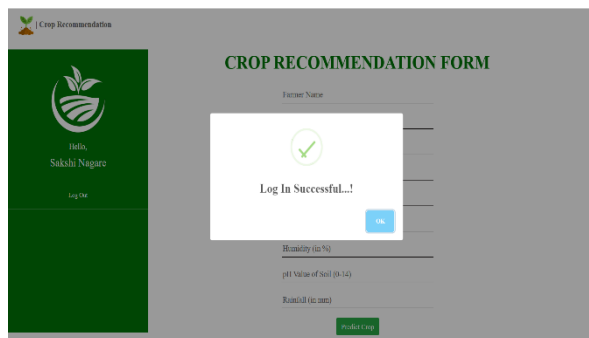 | Crop Recommendation
CROP RECOMMENDATION FORM
Farmer Name
Hello,
Sakshi Nagare
Log Out
Log In Successful...!
OK
Humidity (in %)
pH Value of Soil (0-14)
Rainfall (in mm)
Predict Crop